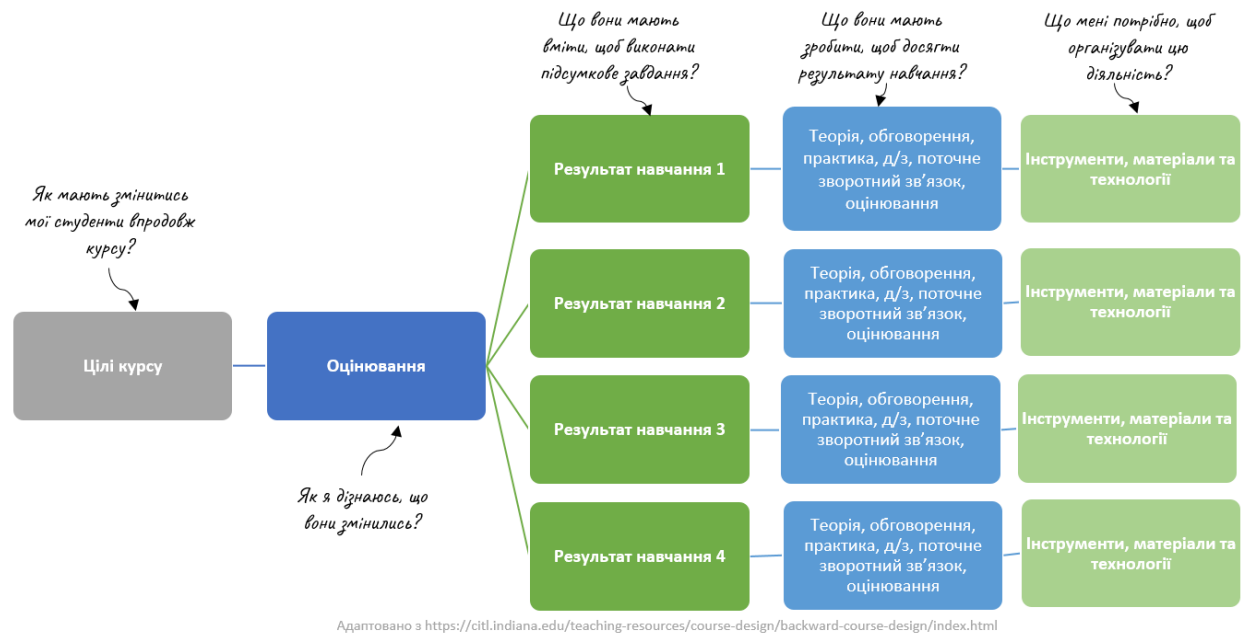 Що вони мають
вміти, щоб виконати
підсумкове завдання?
Що вони мають
зробити, щоб досягти
результату навчання?
Що мені потрібно, щоб
організувати цю
діяльність?
Як мають змінитись
мої студенти впродовж
курсу?
Цілі курсу
Оцінювання
Як я дізнаюсь, що
вони змінились?
Результат навчання 1
Теорія, обговорення,
практика, д/з, поточне
зворотний зв’язок,
оцінювання
Інструменти, матеріали та
технології
Результат навчання 2
Теорія, обговорення,
практика, д/з, поточне
зворотний зв’язок,
оцінювання
Інструменти, матеріали та
технології
Результат навчання 3
Теорія, обговорення,
практика, д/з, поточне
зворотний зв’язок,
оцінювання
Інструменти, матеріали та
технології
Результат навчання 4
Теорія, обговорення,
практика, д/з, поточне
зворотний зв’язок,
оцінювання
Інструменти, матеріали та
технології
Адаптовано з https://citl.indiana.edu/teaching-resources/course-design/backward-course-design/index.html